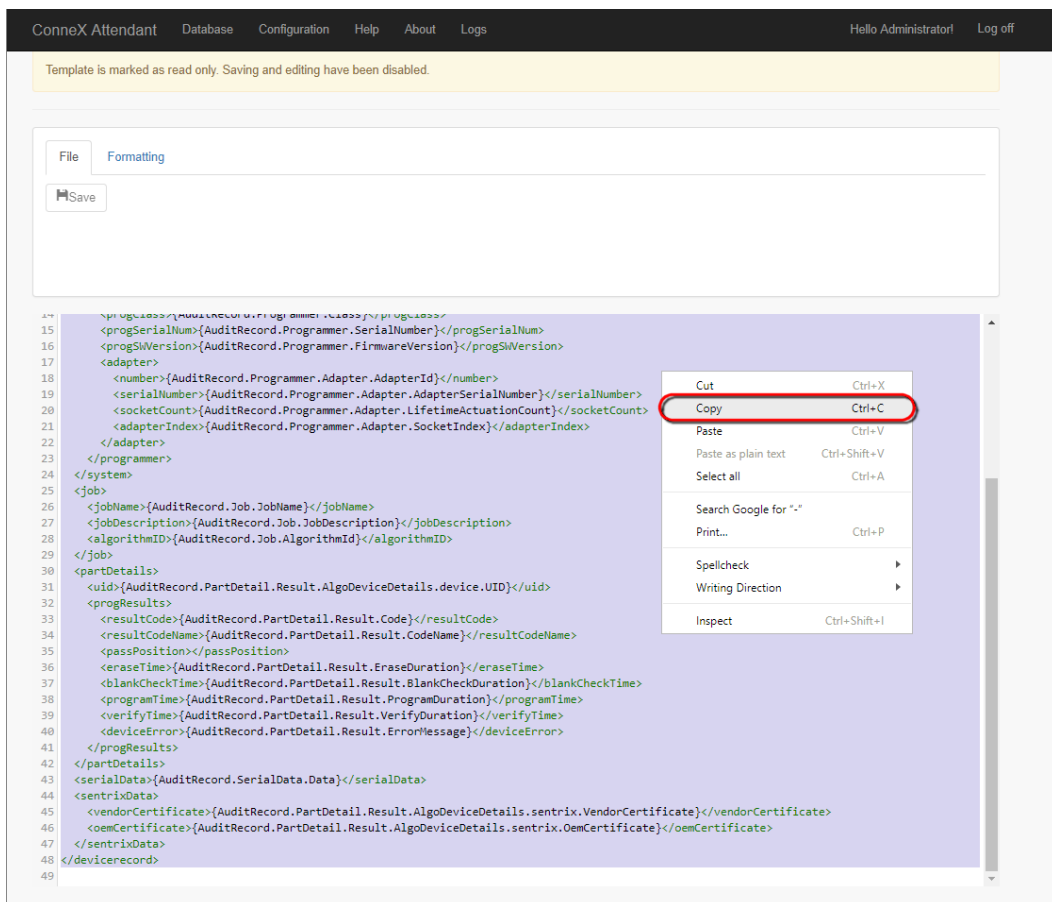 ConneX Attendant Database Configuration Help About Logs Hello Administrator! Log off
Template is marked as read only. Saving and editing have been disabled.
File Formatting
Save
14 <progClass>{AuditRecord.Programmer.Class}</progClass>
15 <progSerialNum>{AuditRecord.Programmer.SerialNumber}</progSerialNum>
16 <progSWVersion>{AuditRecord.Programmer.FirmwareVersion}</progSWVersion>
17 <adapter>
18 <number>{AuditRecord.Programmer.Adapter.AdapterId}</number>
19 <serialNumber>{AuditRecord.Programmer.Adapter.AdapterSerialNumber}</serialNumber>
20 <socketCount>{AuditRecord.Programmer.Adapter.LifetimeActuationCount}</socketCount>
21 <adapterIndex>{AuditRecord.Programmer.Adapter.SocketIndex}</adapterIndex>
22 </adapter>
23 </programmer>
24 </system>
25 <job>
26 <jobName>{AuditRecord.Job.JobName}</jobName>
27 <jobDescription>{AuditRecord.Job.JobDescription}</jobDescription>
28 <algorithmID>{AuditRecord.Job.AlgorithmId}</algorithmID>
29 </job>
30 <partDetails>
31 <uid>{AuditRecord.PartDetail.Result.AlgoDeviceDetails.device.UID}</uid>
32 <progResults>
33 <resultCode>{AuditRecord.PartDetail.Result.Code}</resultCode>
34 <resultCodeName>{AuditRecord.PartDetail.Result.CodeName}</resultCodeName>
35 <passPosition></passPosition>
36 <eraseTime>{AuditRecord.PartDetail.Result.EraseDuration}</eraseTime>
37 <blankCheckTime>{AuditRecord.PartDetail.Result.BlankCheckDuration}</blankCheckTime>
38 <programTime>{AuditRecord.PartDetail.Result.ProgramDuration}</programTime>
39 <verifyTime>{AuditRecord.PartDetail.Result.VerifyDuration}</verifyTime>
40 <deviceError>{AuditRecord.PartDetail.Result.ErrorMessage}</deviceError>
41 </progResults>
42 </partDetails>
43 <serialData>{AuditRecord.SerialData.Data}</serialData>
44 <sentrixData>
45 <vendorCertificate>{AuditRecord.PartDetail.Result.AlgoDeviceDetails.sentrix.VendorCertificate}</vendorCertificate>
46 <oemCertificate>{AuditRecord.PartDetail.Result.AlgoDeviceDetails.sentrix.OemCertificate}</oemCertificate>
47 </sentrixData>
48 </devicerecord>
49
Cut Ctrl+X
Copy Ctrl+C
Paste Ctrl+V
Paste as plain text Ctrl+Shift+V
Select all Ctrl+A
Search Google for "-"
Print... Ctrl+P
Spellcheck
Writing Direction
Inspect Ctrl+Shift+I